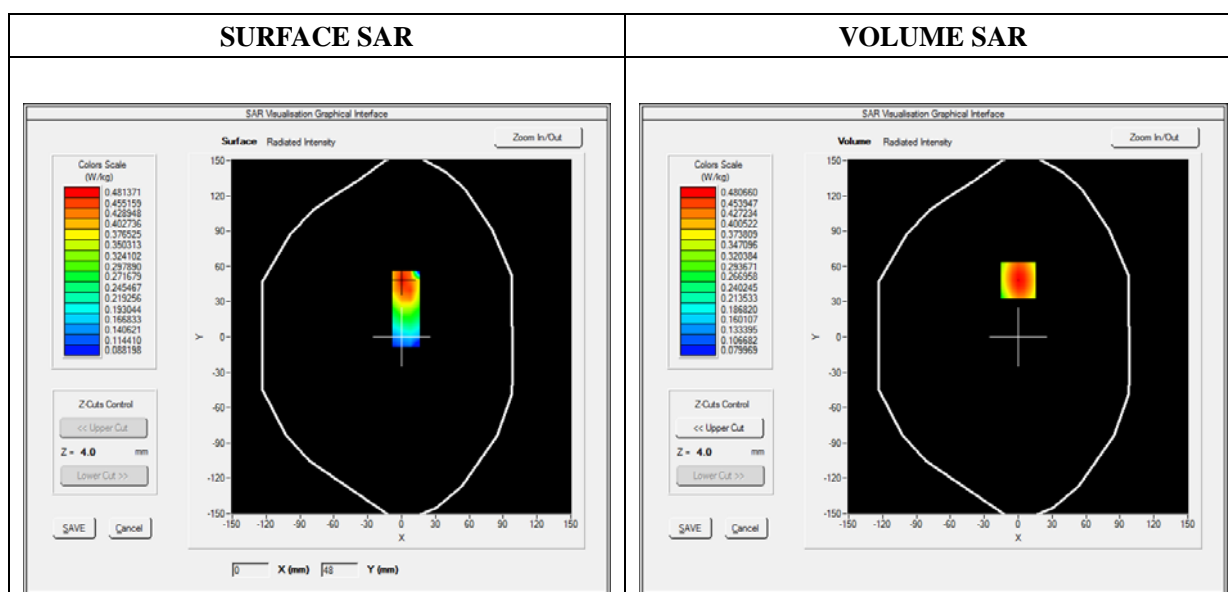 SURFACE SAR
VOLUME SAR
SAR Visualisation Graphical Interface
Surface Radiated Intensity
Zoom In/Out
Colors Scale
(W/kg)
0.481371
0.455159
0.428948
0.402736
0.376525
0.350313
0.324102
0.297890
0.271679
0.245467
0.219256
0.193044
0.166833
0.140621
0.114410
0.088198
Z-Cuts Control
<< Upper Cut
Z = 4.0 mm
Lower Cut >>
SAVE Cancel
150
120
90
60
30
0
-30
-60
-90
-120
-150
Y
-150 -120 -90 -60 -30 0 30 60 90 120 150
X
0 X (mm) 48 Y (mm)
SAR Visualisation Graphical Interface
Volume Radiated Intensity
Zoom In/Out
Colors Scale
(W/kg)
0.480660
0.453947
0.427234
0.400522
0.373809
0.347096
0.320384
0.293671
0.266958
0.240245
0.213533
0.186820
0.160107
0.133395
0.106682
0.079969
Z-Cuts Control
<< Upper Cut
Z = 4.0 mm
Lower Cut >>
SAVE Cancel
150
120
90
60
30
0
-30
-60
-90
-120
-150
Y
-150 -120 -90 -60 -30 0 30 60 90 120 150
X